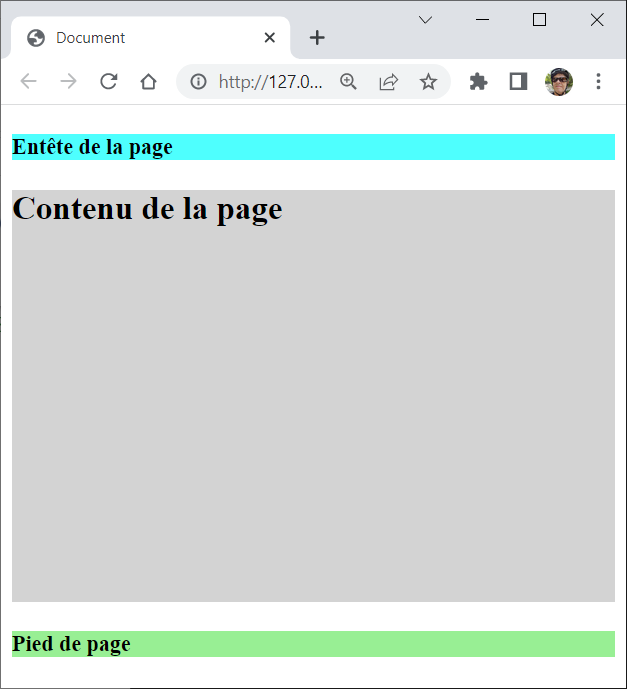 Document
http://127.0...
Entête de la page
Contenu de la page
Pied de page